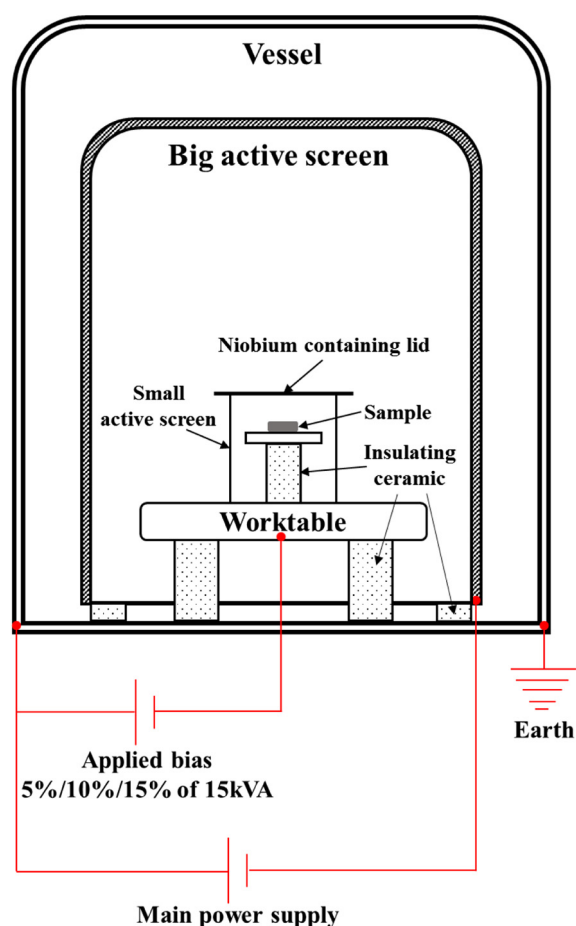 Vessel
Big active screen
Niobium containing lid
Small
active screen
Sample
Insulating
ceramic
Worktable
Earth
Applied bias
5%/10%/15% of 15kVA
Main power supply